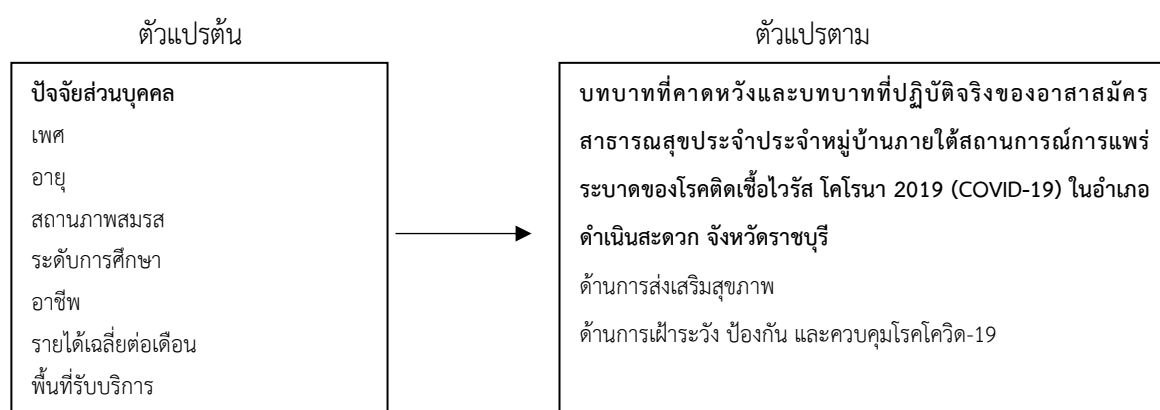 ตัวแปรต้น
ปัจจัยส่วนบุคคล
เพศ
อายุ
สถานภาพสมรส
ระดับการศึกษา
อาชีพ
รายได้เฉลี่ยต่อเดือน
พื้นที่รับบริการ
ตัวแปรตาม
บทบาทที่คาดหวังและบทบาทที่ปฏิบัติจริงของอาสาสมัคร
สาธารณสุขประจำประจำหมู่บ้านภายใต้สถานการณ์การแพร่
ระบาดของโรคติดเชื้อไวรัส โคโรนา 2019 (COVID-19) ในอำเภอ
ดำเนินสะดวก จังหวัดราชบุรี
ด้านการส่งเสริมสุขภาพ
ด้านการเฝ้าระวัง ป้องกัน และควบคุมโรคโควิด-19